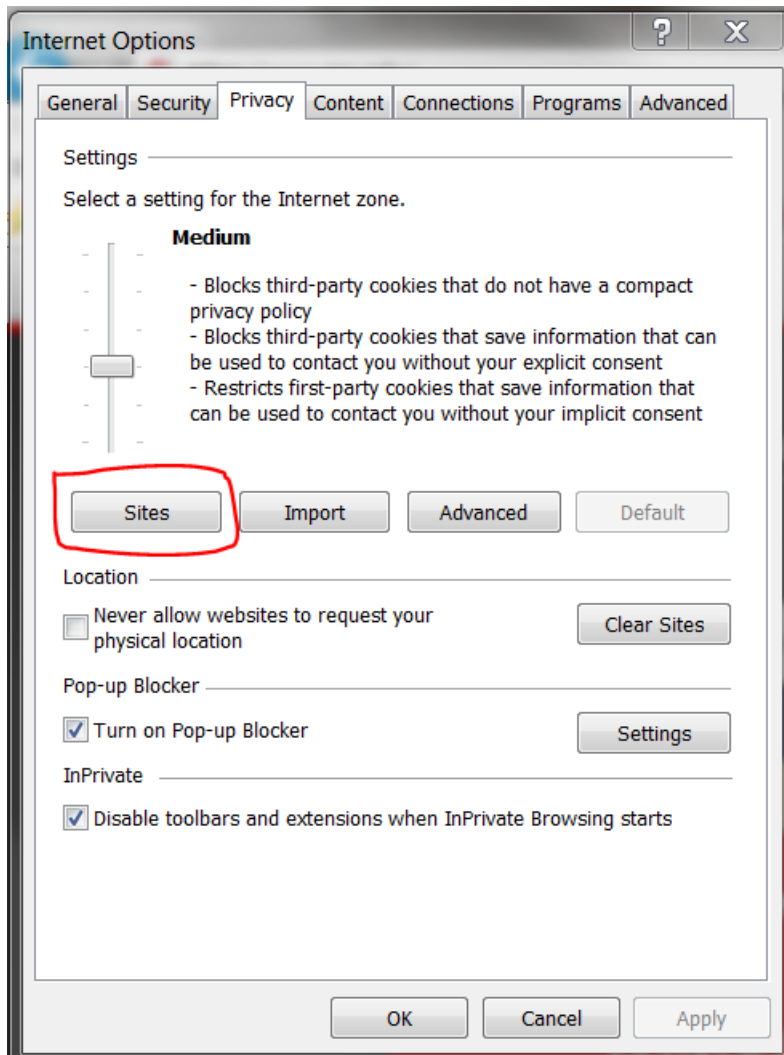 Internet Options
General Security Privacy Content Connections Programs Advanced
Settings
Select a setting for the Internet zone.
Medium
- Blocks third-party cookies that do not have a compact
privacy policy
- Blocks third-party cookies that save information that can
be used to contact you without your explicit consent
- Restricts first-party cookies that save information that
can be used to contact you without your implicit consent
Sites Import Advanced Default
Location
Never allow websites to request your
physical location
Clear Sites
Pop-up Blocker
Turn on Pop-up Blocker Settings
InPrivate
Disable toolbars and extensions when InPrivate Browsing starts
OK Cancel Apply